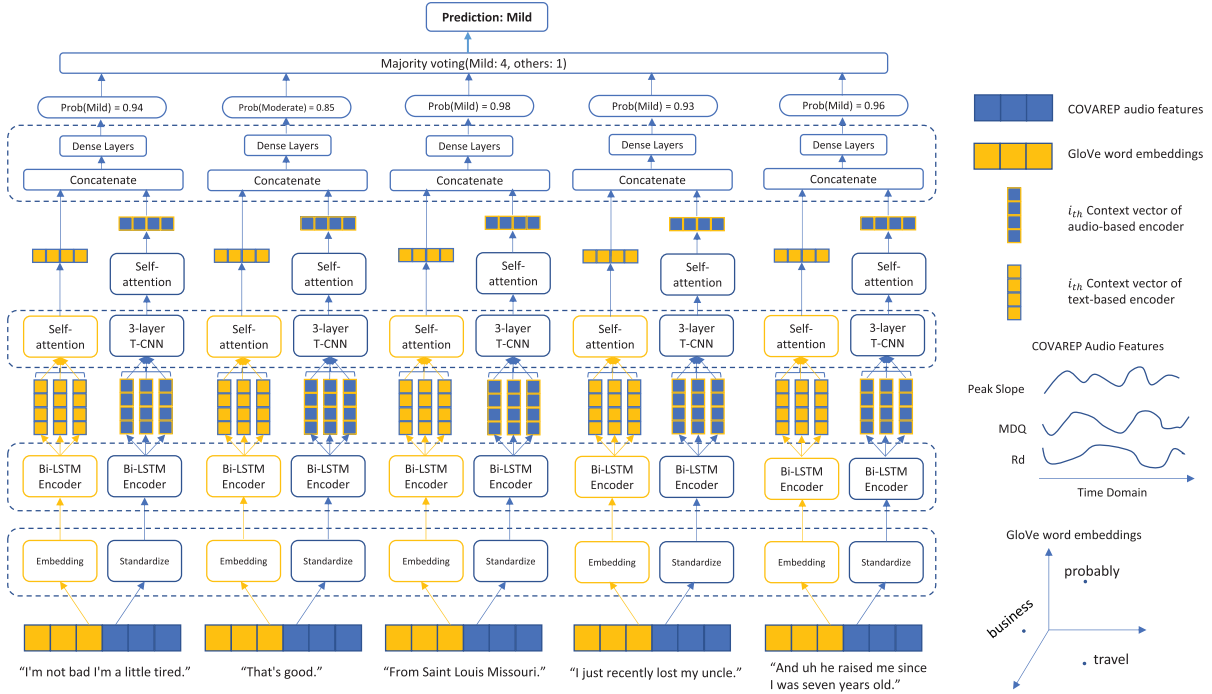 Prediction: Mild
Majority voting(Mild: 4, others: 1)
Prob(Mild) = 0.94
Prob(Moderate) = 0.85
Prob(Mild) = 0.98
Prob(Mild) = 0.93
Prob(Mild) = 0.96
Dense Layers
Dense Layers
Dense Layers
Dense Layers
Dense Layers
Concatenate
Concatenate
Concatenate
Concatenate
Concatenate
Self-
attention
Self-
attention
Self-
attention
Self-
attention
Self-
attention
Self-
attention
3-layer
T-CNN
Self-
attention
3-layer
T-CNN
Self-
attention
3-layer
T-CNN
Self-
attention
3-layer
T-CNN
Self-
attention
3-layer
T-CNN
Bi-LSTM
Encoder
Bi-LSTM
Encoder
Bi-LSTM
Encoder
Bi-LSTM
Encoder
Bi-LSTM
Encoder
Bi-LSTM
Encoder
Bi-LSTM
Encoder
Bi-LSTM
Encoder
Bi-LSTM
Encoder
Bi-LSTM
Encoder
Embedding
Standardize
Embedding
Standardize
Embedding
Standardize
Embedding
Standardize
Embedding
Standardize
“I'm not bad I'm a little tired.”
“That's good.”
“From Saint Louis Missouri.”
“I just recently lost my uncle.”
“And uh he raised me since
I was seven years old.”
COVAREP audio features
GloVe word embeddings
i_th Context vector of
audio-based encoder
i_th Context vector of
text-based encoder
COVAREP Audio Features
Peak Slope
MDQ
Rd
Time Domain
GloVe word embeddings
probably
business
travel